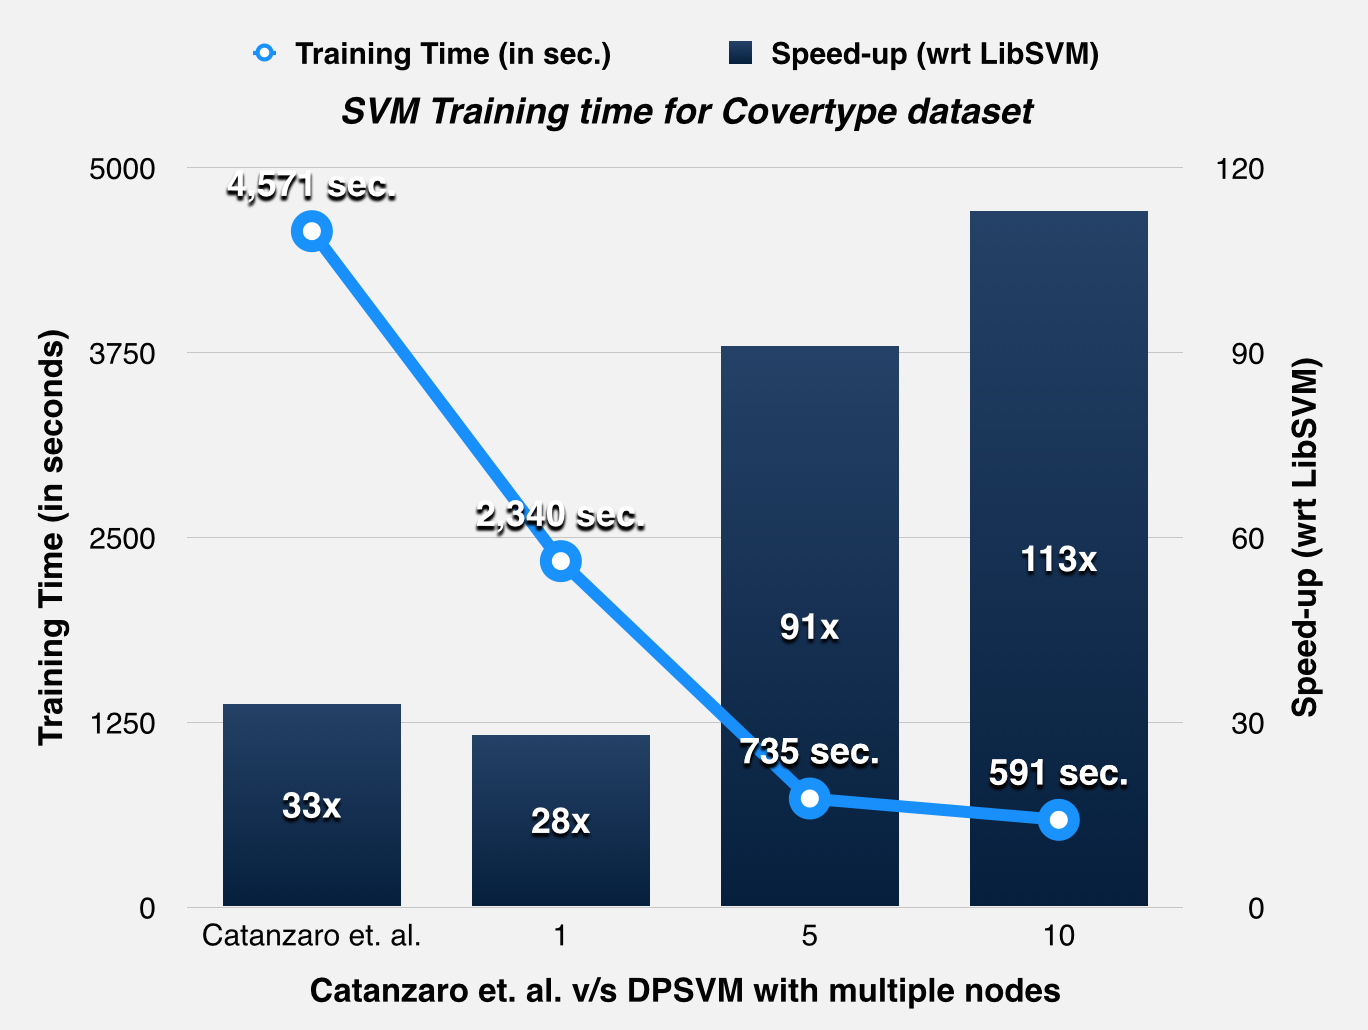 Training Time (in sec.) Speed-up (wrt LibSVM)
SVM Training time for Covertype dataset
5000
3750
2500
1250
0
Training Time (in seconds)
120
90
60
30
0
Speed-up (wrt LibSVM)
4,571 sec.
2,340 sec.
735 sec.
591 sec.
33x
28x
91x
113x
Catanzaro et. al. 1 5 10
Catanzaro et. al. v/s DPSVM with multiple nodes